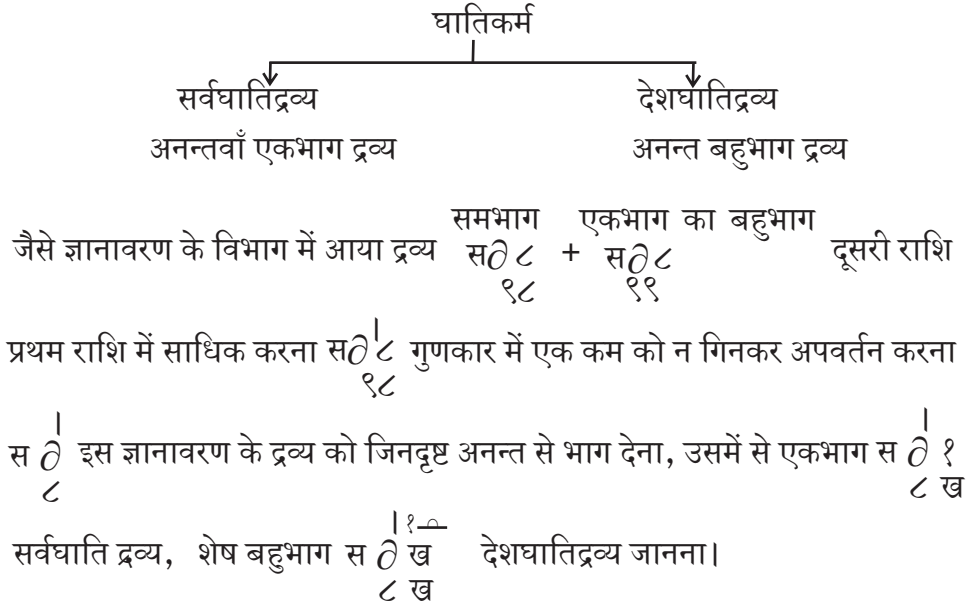 घातिकर्म
सर्वघातिद्रव्य देशघातिद्रव्य
अनन्तवाँ एकभाग द्रव्य अनन्त बहुभाग द्रव्य
समभाग एकभाग का बहुभाग
जैसे ज्ञानावरण के विभाग में आया द्रव्य स∂८ + स∂८ दूसरी राशि
९८ ९९
प्रथम राशि में साधिक करना स∂।८ गुणकार में एक कम को न गिनकर अपवर्तन करना
९८
स ∂। इस ज्ञानावरण के द्रव्य को जिनदृष्ट अनन्त से भाग देना, उसमें से एकभाग स ∂। १
८ ८ ख
१
सर्वघाति द्रव्य, शेष बहुभाग स ∂। ख देशघातिद्रव्य जानना।
८ ख